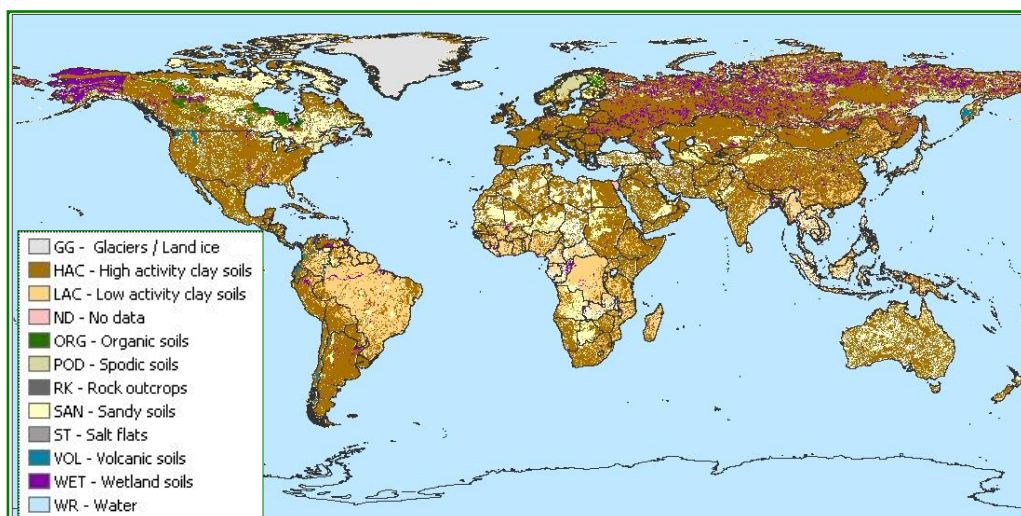 GG - Glaciers / Land ice
HAC - High activity clay soils
LAC - Low activity clay soils
ND - No data
ORG - Organic soils
POD - Spodic soils
RK - Rock outcrops
SAN - Sandy soils
ST - Salt flats
VOL - Volcanic soils
WET - Wetland soils
WR - Water